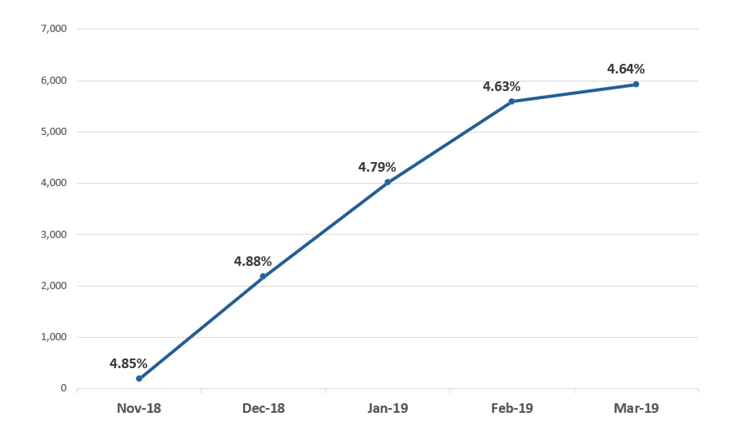 7,000
6,000
5,000
4,000
3,000
2,000
1,000
0
4.85%
4.88%
4.79%
4.63%
4.64%
Nov-18
Dec-18
Jan-19
Feb-19
Mar-19